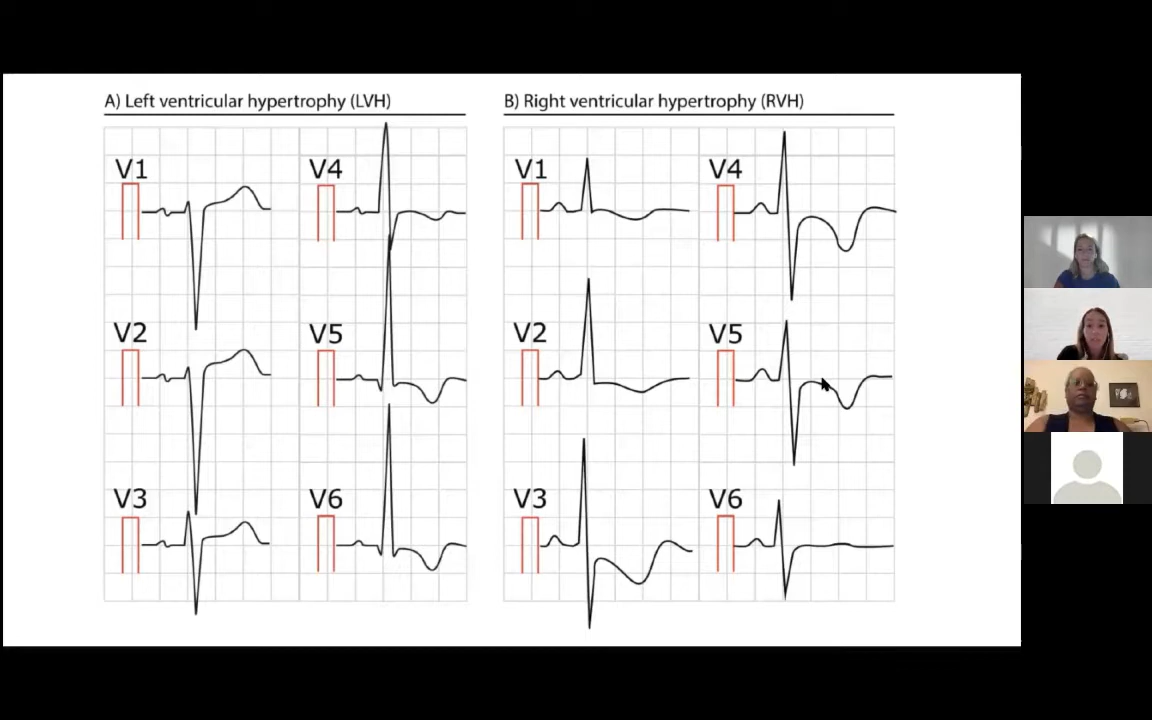 A) Left ventricular hypertrophy (LVH)
V1
V4
V2
V5
V3
V6
B) Right ventricular hypertrophy (RVH)
V1
V4
V2
V5
V3
V6